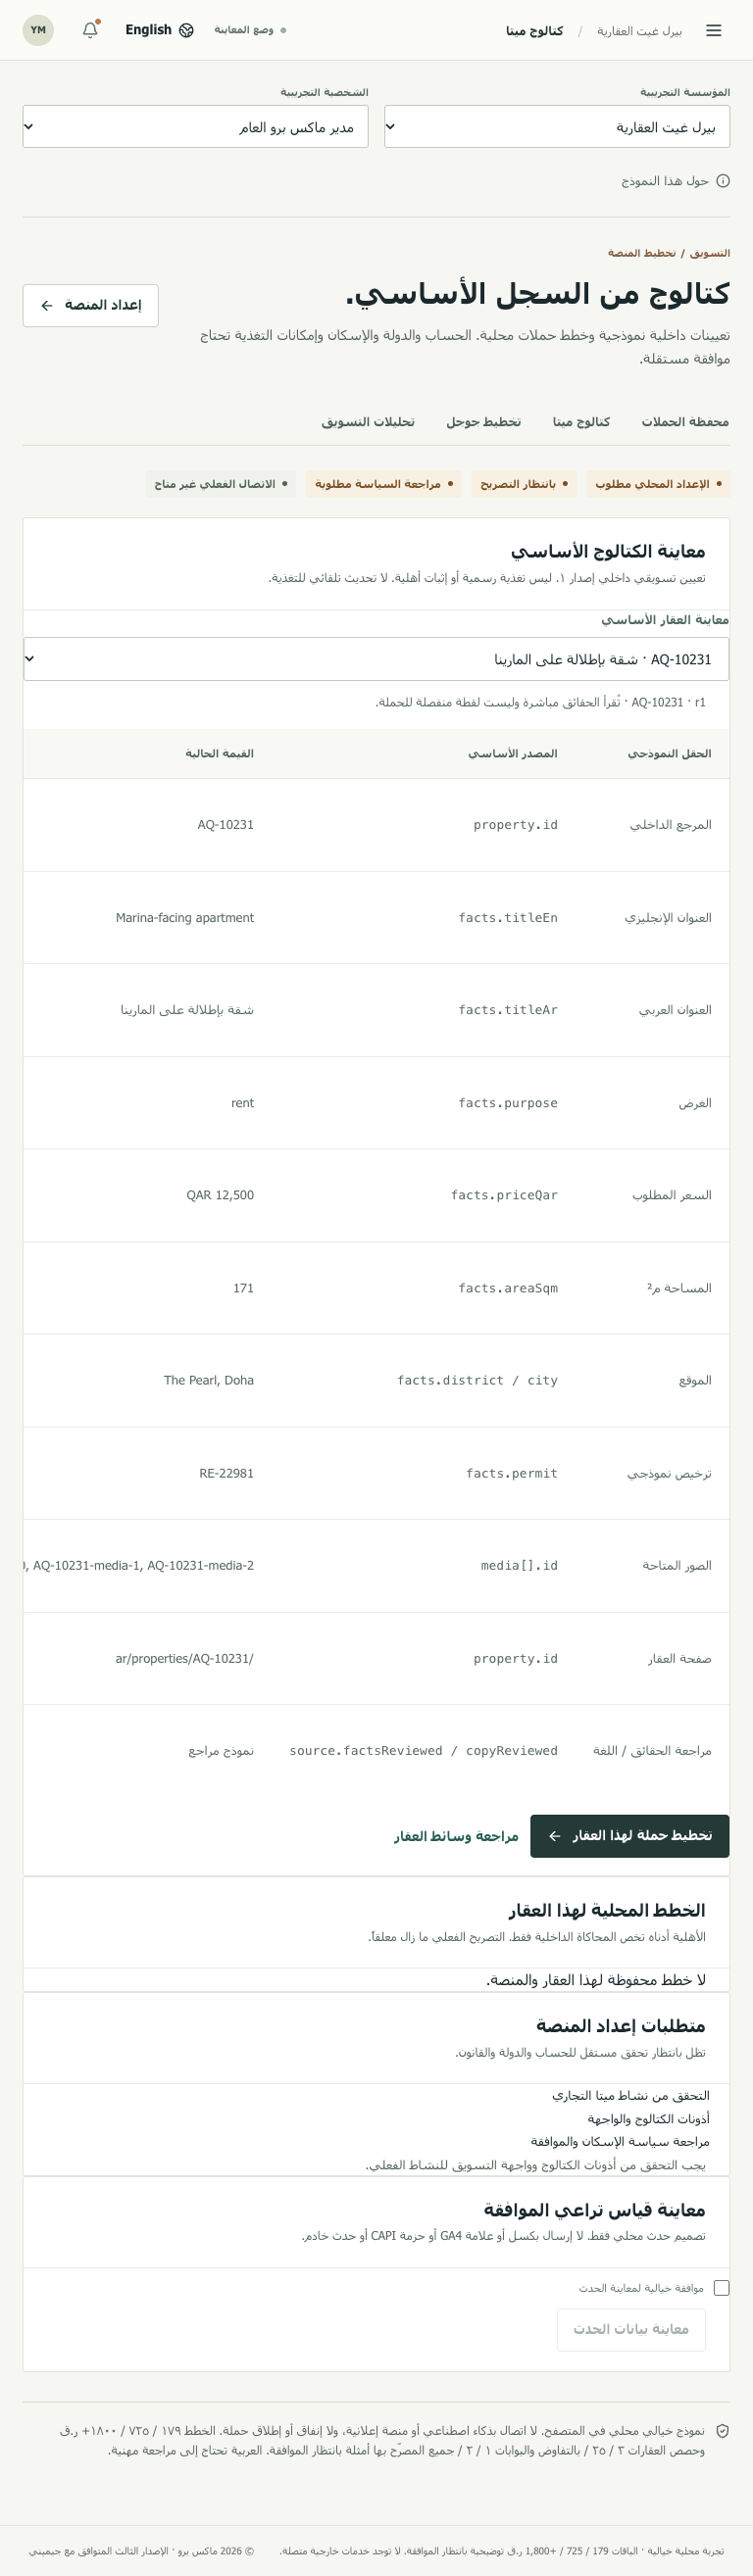 بيرل غيت العقارية / كتالوج ميتا
وضع المعاينة
English
YM
المؤسسة التجريبية
بيرل غيت العقارية
الشخصية التجريبية
مدير ماكس برو العام
حول هذا النموذج
التسويق / تخطيط المنصة
كتالوج من السجل الأساسي.
تعيينات داخلية نموذجية وخطط حملات محلية. الحساب والدولة والإسكان وإمكانات التغذية تحتاج
موافقة مستقلة.
إعداد المنصة
محفظة الحملات
كتالوج ميتا
تخطيط جوجل
تحليلات التسويق
الإعداد المحلي مطلوب
بانتظار التصريح
مراجعة السياسة مطلوبة
الاتصال الفعلي غير متاح
معاينة الكتالوج الأساسي
تعيين تسويقي داخلي إصدار ١. ليس تغذية رسمية أو إثبات أهلية. لا تحديث تلقائي للتغذية.
معاينة العقار الأساسي
AQ-10231 · شقة بإطلالة على المارينا
AQ-10231 · r1 · تُقرأ الحقائق مباشرة وليست لقطة منفصلة للحملة.
الحقل النموذجي المصدر الأساسي القيمة الحالية
المرجع الداخلي property.id AQ-10231
العنوان الإنجليزي facts.titleEn Marina-facing apartment
العنوان العربي facts.titleAr شقة بإطلالة على المارينا
الغرض facts.purpose rent
السعر المطلوب facts.priceQar QAR 12,500
المساحة م² facts.areaSqm 171
الموقع facts.district / city The Pearl, Doha
ترخيص نموذجي facts.permit RE-22981
الصور المتاحة media[].id , AQ-10231-media-1, AQ-10231-media-2
صفحة العقار property.id ar/properties/AQ-10231/
مراجعة الحقائق / اللغة source.factsReviewed / copyReviewed نموذج مراجع
تخطيط حملة لهذا العقار
مراجعة وسائط العقار
الخطط المحلية لهذا العقار
الأهلية أدناه تخص المحاكاة الداخلية فقط. التصريح الفعلي ما زال معلقاً.
لا خطط محفوظة لهذا العقار والمنصة.
متطلبات إعداد المنصة
تظل بانتظار تحقق مستقل للحساب والدولة والقانون.
التحقق من نشاط ميتا التجاري
أذونات الكتالوج والواجهة
مراجعة سياسة الإسكان والموافقة
يجب التحقق من أذونات الكتالوج وواجهة التسويق للنشاط الفعلي.
معاينة قياس تراعي الموافقة
تصميم حدث محلي فقط. لا إرسال بكسل أو علامة GA4 أو حزمة CAPI أو حدث خادم.
موافقة خيالية لمعاينة الحدث
معاينة بيانات الحدث
نموذج خيالي محلي في المتصفح. لا اتصال بذكاء اصطناعي أو منصة إعلانية، ولا إنفاق أو إطلاق حملة. الخطط ١٧٩ / ٧٢٥ / ١٨٠٠+ ر.ق
وحصص العقارات ٣ / ٢٥ / بالتفاوض والبوابات ١ / ٢ / جميع المصرّح بها أمثلة بانتظار الموافقة. العربية تحتاج إلى مراجعة مهنية.
تجربة محلية خيالية · الباقات 179 / 725 / +1,800 ر.ق توضيحية بانتظار الموافقة. لا توجد خدمات خارجية متصلة.
© 2026 ماكس برو · الإصدار الثالث المتوافق مع جيميني